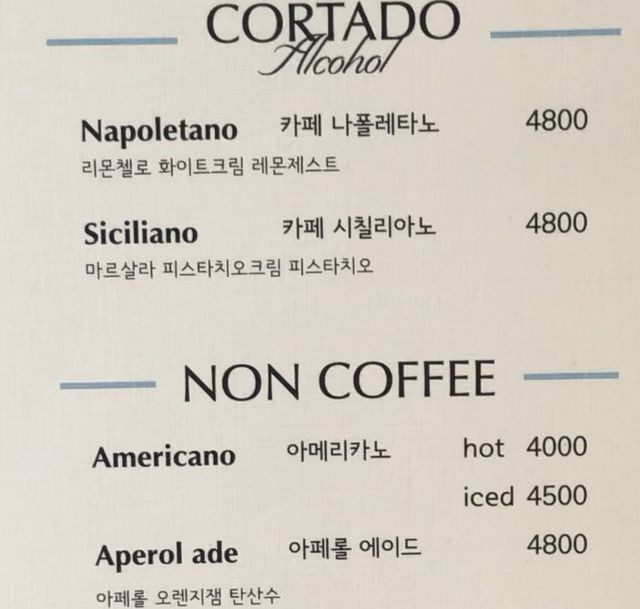 CORTADO
Alcohol
Napoletano 카페 나폴레타노 4800
리몬첼로 화이트크림 레몬제스트
Siciliano 카페 시칠리아노 4800
마르살라 피스타치오크림 피스타치오
NON COFFEE
Americano 아메리카노 hot 4000
iced 4500
Aperol ade 아페롤 에이드 4800
아페롤 오렌지잼 탄산수